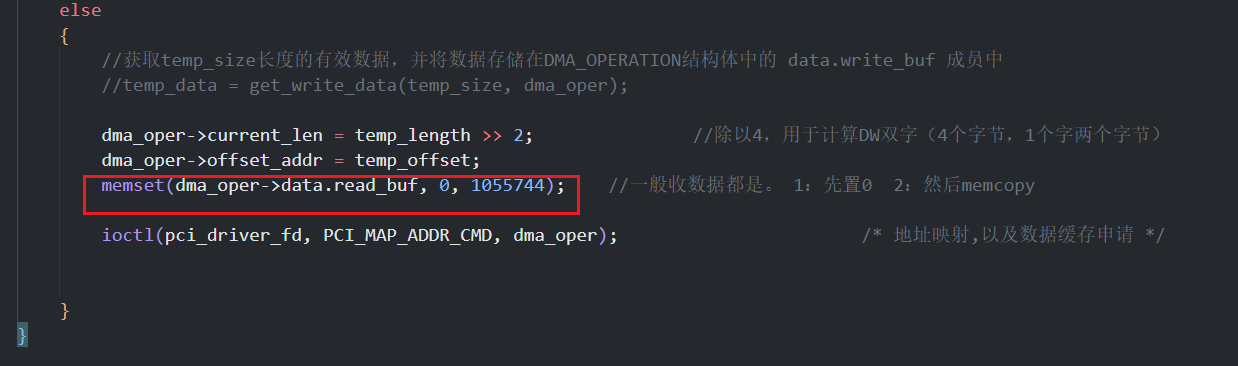 else
{
//获取temp_size长度的有效数据，并将数据存储在DMA_OPERATION结构体中的 data.write_buf 成员中
//temp_data = get_write_data(temp_size, dma_oper);
dma_oper->current_len = temp_length >> 2; //除以4，用于计算DW双字（4个字节，1个字两个字节）
dma_oper->offset_addr = temp_offset;
memset(dma_oper->data.read_buf, 0, 1055744); //一般收数据都是。 1：先置0 2：然后memcopy
ioctl(pci_driver_fd, PCI_MAP_ADDR_CMD, dma_oper); /* 地址映射,以及数据缓存申请 */
}
}